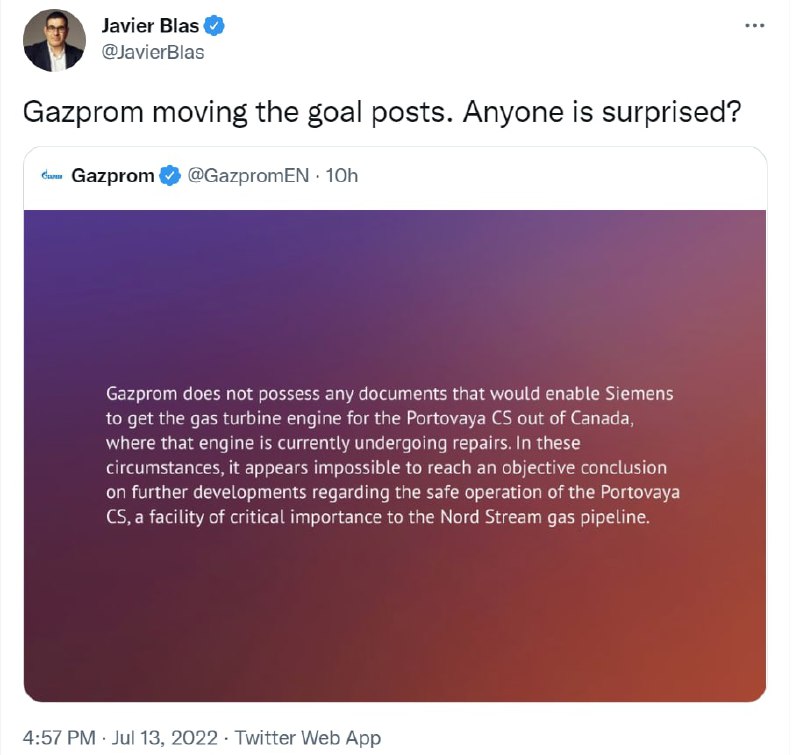 Javier Blas
@JavierBlas
Gazprom moving the goal posts. Anyone is surprised?
Gazprom @GazpromEN · 10h
Gazprom does not possess any documents that would enable Siemens
to get the gas turbine engine for the Portovaya CS out of Canada,
where that engine is currently undergoing repairs. In these
circumstances, it appears impossible to reach an objective conclusion
on further developments regarding the safe operation of the Portovaya
CS, a facility of critical importance to the Nord Stream gas pipeline.
4:57 PM · Jul 13, 2022 · Twitter Web App